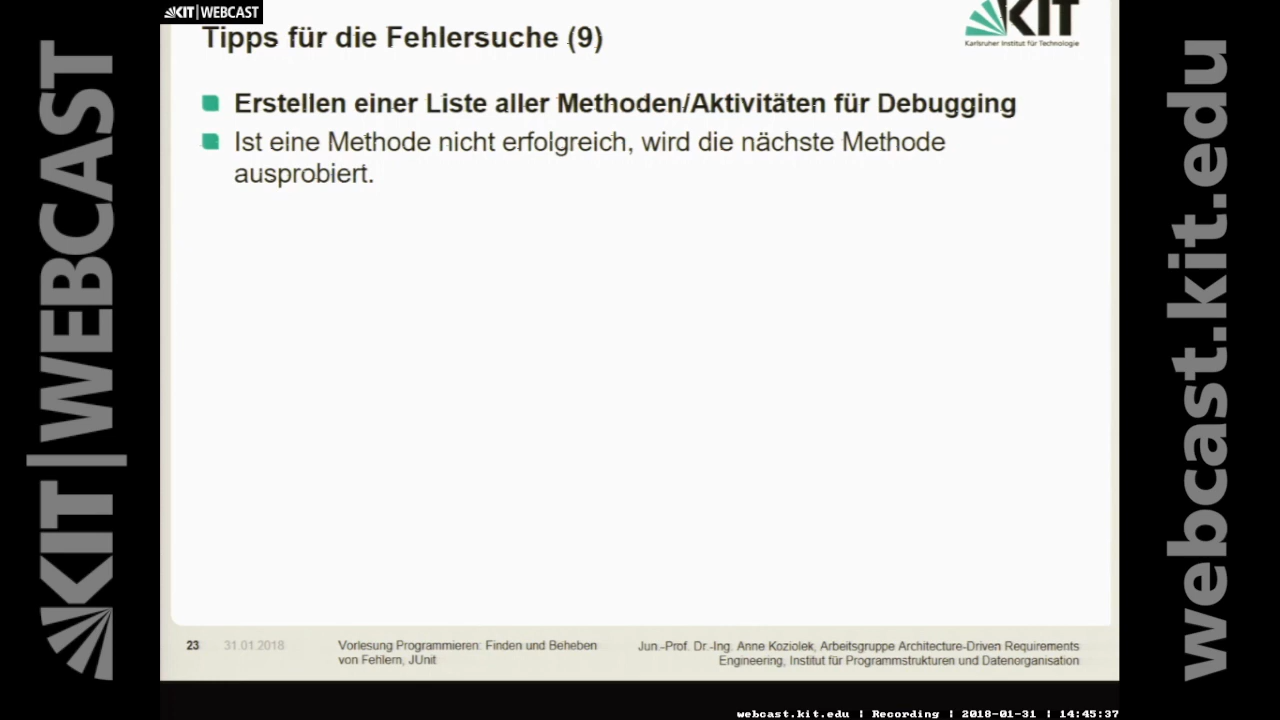 KIT|WEBCAST
Tipps für die Fehlersuche (9)
KIT
Karlsruher Institut für Technologie
Erstellen einer Liste aller Methoden/Aktivitäten für Debugging
Ist eine Methode nicht erfolgreich, wird die nächste Methode
ausprobiert.
KIT|WEBCAST
webcast.kit.edu
23
31.01.2018
Vorlesung Programmieren: Finden und Beheben
von Fehlern, JUnit
Jun.-Prof. Dr.-Ing. Anne Koziolek, Arbeitsgruppe Architecture-Driven Requirements
Engineering, Institut für Programmstrukturen und Datenorganisation
webcast.kit.edu | Recording | 2018-01-31 | 14:45:37